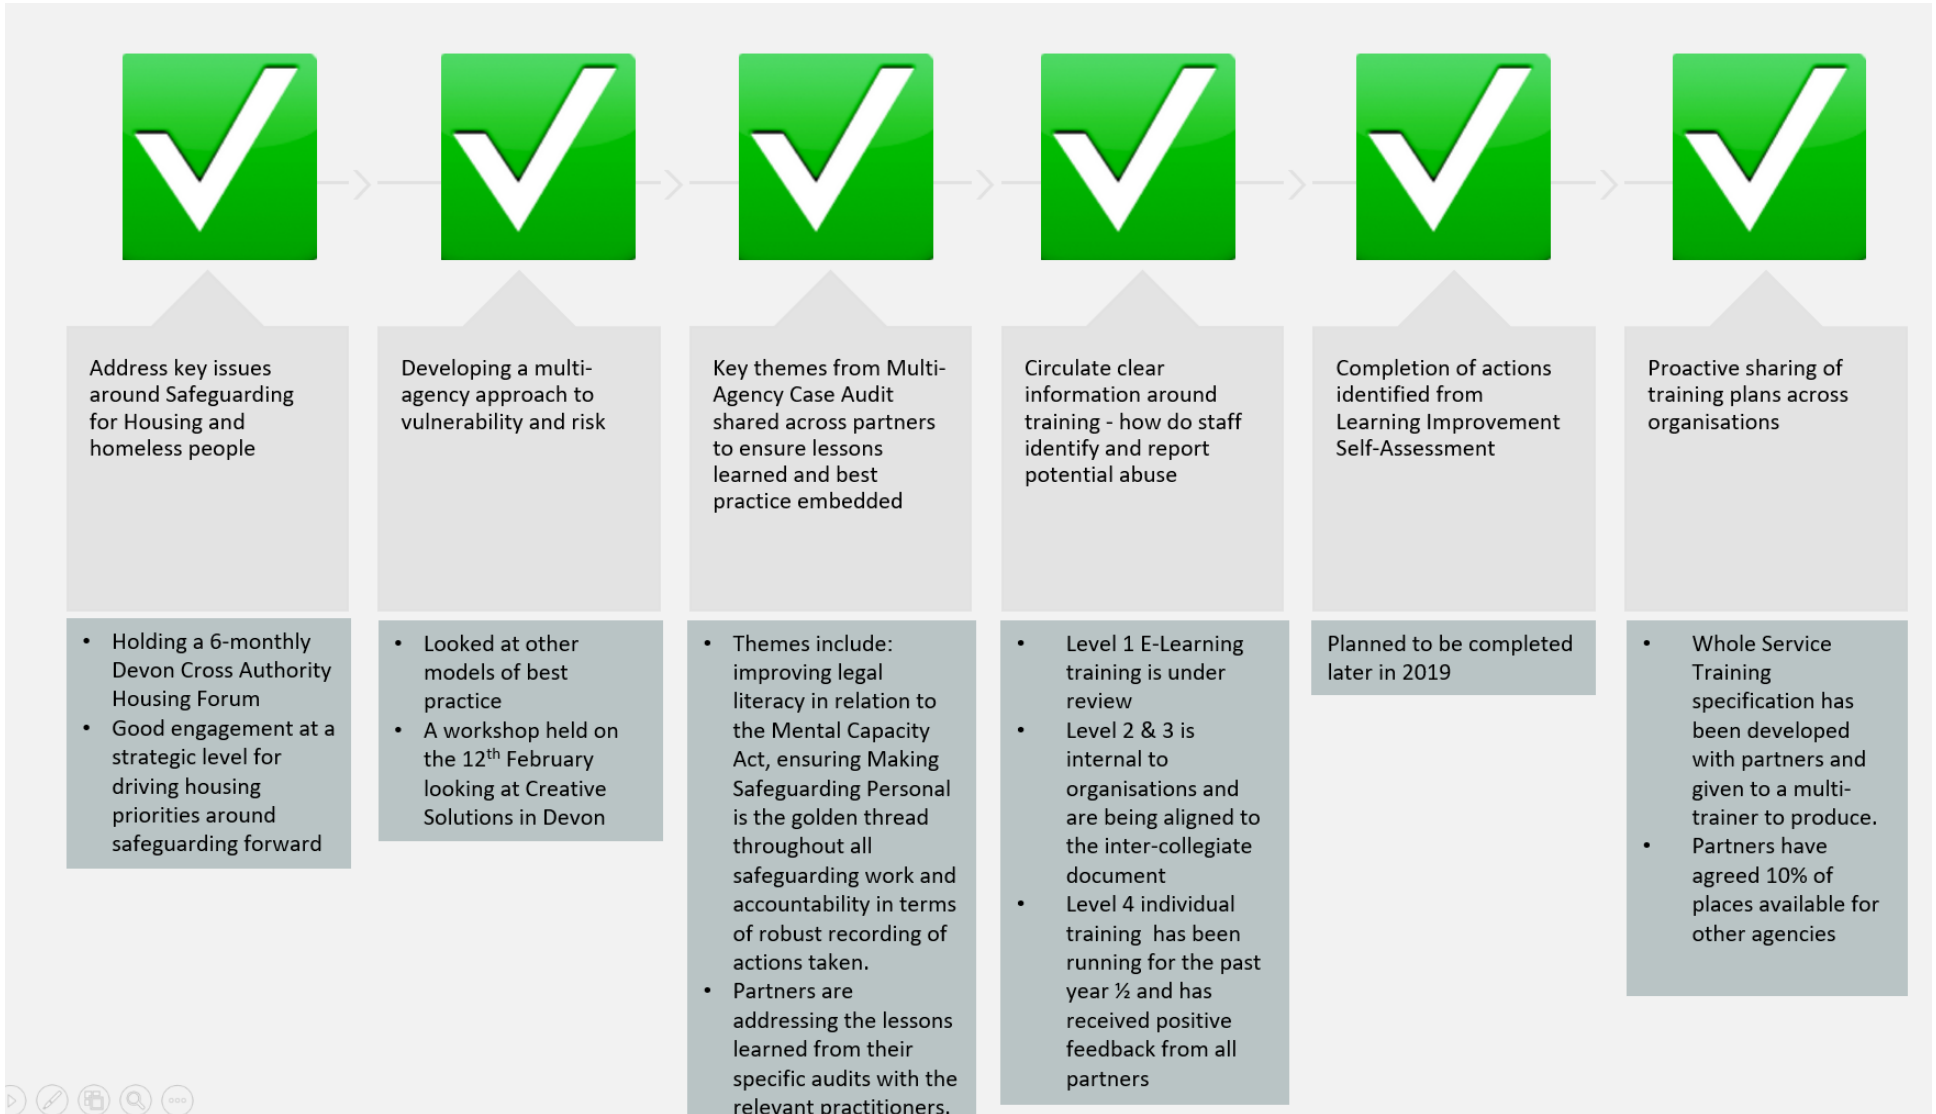 Address key issues
around Safeguarding
for Housing and
homeless people
Developing a multi-
agency approach to
vulnerability and risk
Key themes from Multi-
Agency Case Audit
shared across partners
to ensure lessons
learned and best
practice embedded
Circulate clear
information around
training - how do staff
identify and report
potential abuse
Completion of actions
identified from
Learning Improvement
Self-Assessment
Proactive sharing of
training plans across
organisations
• Holding a 6-monthly
Devon Cross Authority
Housing Forum
• Good engagement at a
strategic level for
driving housing
priorities around
safeguarding forward
• Looked at other
models of best
practice
• A workshop held on
the 12th February
looking at Creative
Solutions in Devon
• Themes include:
improving legal
literacy in relation to
the Mental Capacity
Act, ensuring Making
Safeguarding Personal
is the golden thread
throughout all
safeguarding work and
accountability in terms
of robust recording of
actions taken.
• Partners are
addressing the lessons
learned from their
specific audits with the
relevant practitioners.
• Level 1 E-Learning
training is under
review
• Level 2 & 3 is
internal to
organisations and
are being aligned to
the inter-collegiate
document
• Level 4 individual
training has been
running for the past
year ½ and has
received positive
feedback from all
partners
Planned to be completed
later in 2019
• Whole Service
Training
specification has
been developed
with partners and
given to a multi-
trainer to produce.
• Partners have
agreed 10% of
places available for
other agencies